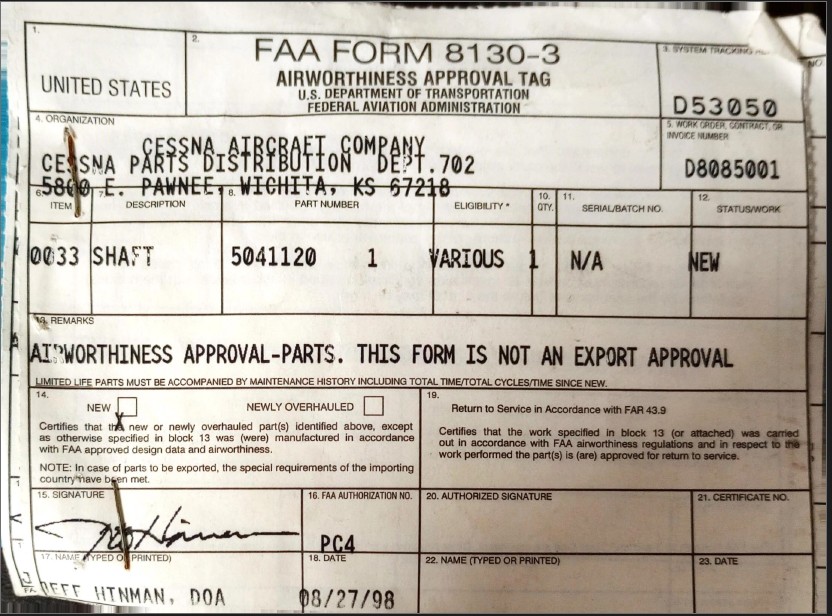 1.
UNITED STATES
2.
FAA FORM 8130-3
AIRWORTHINESS APPROVAL TAG
U.S. DEPARTMENT OF TRANSPORTATION
FEDERAL AVIATION ADMINISTRATION
3. SYSTEM TRACKING
D53050
4. ORGANIZATION
CESSNA AIRCRAFT COMPANY
CESSNA PARTS DISTRIBUTION DEPT.702
5800 E. PAWNEE, WICHITA, KS 67218
5. WORK ORDER, CONTRACT, OR
INVOICE NUMBER
D8085001
6.
ITEM
7.
DESCRIPTION
8.
PART NUMBER
ELIGIBILITY *
10.
QTY.
11.
SERIAL/BATCH NO.
12.
STATUS/WORK
0033 SHAFT 5041120 1 VARIOUS 1 N/A NEW
13. REMARKS
AIRWORTHINESS APPROVAL-PARTS. THIS FORM IS NOT AN EXPORT APPROVAL
LIMITED LIFE PARTS MUST BE ACCOMPANIED BY MAINTENANCE HISTORY INCLUDING TOTAL TIME/TOTAL CYCLES/TIME SINCE NEW.
14.
NEW NEWLY OVERHAULED
X
Certifies that the new or newly overhauled part(s) identified above, except
as otherwise specified in block 13 was (were) manufactured in accordance
with FAA approved design data and airworthiness.
NOTE: In case of parts to be exported, the special requirements of the importing
country have been met.
19.
Return to Service in Accordance with FAR 43.9
Certifies that the work specified in block 13 (or attached) was carried
out in accordance with FAA airworthiness regulations and in respect to the
work performed the part(s) is (are) approved for return to service.
15. SIGNATURE
16. FAA AUTHORIZATION NO.
PC4
20. AUTHORIZED SIGNATURE
21. CERTIFICATE NO.
17. NAME (TYPED OR PRINTED)
JEFF HINMAN, DOA
18. DATE
08/27/98
22. NAME (TYPED OR PRINTED)
23. DATE
NO.